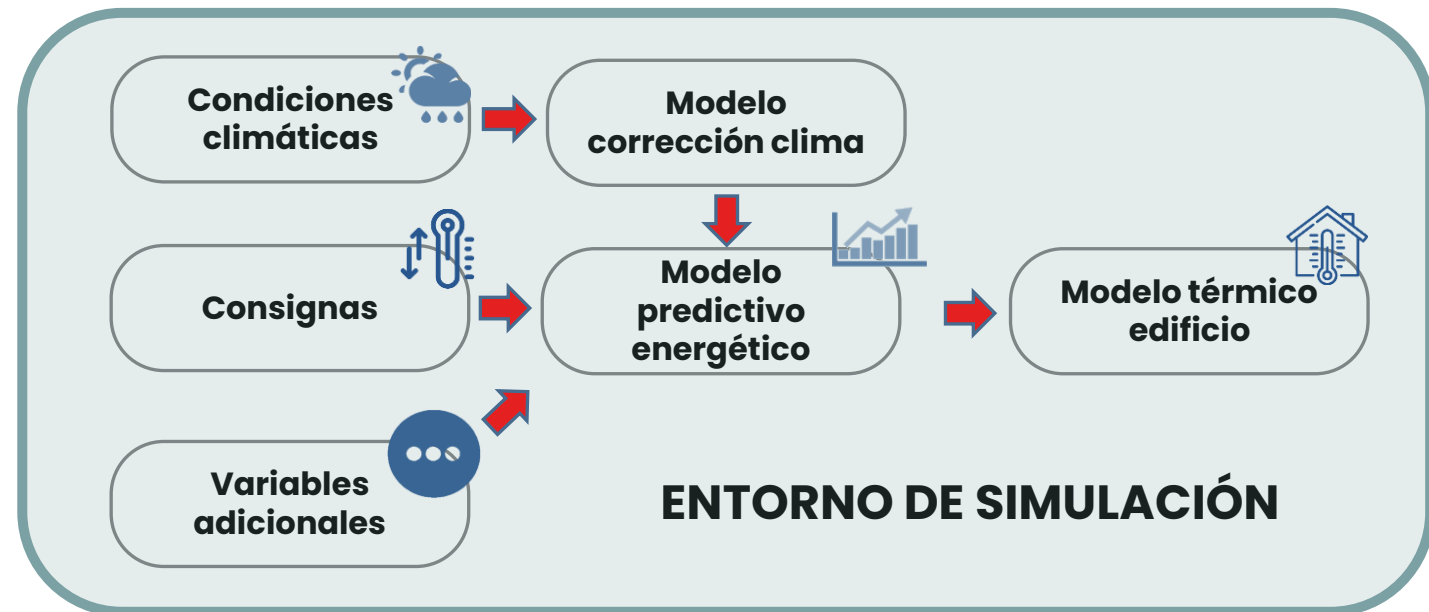 Condiciones
climáticas
Modelo
corrección clima
Consignas
Modelo
predictivo
energético
Modelo térmico
edificio
Variables
adicionales
ENTORNO DE SIMULACIÓN